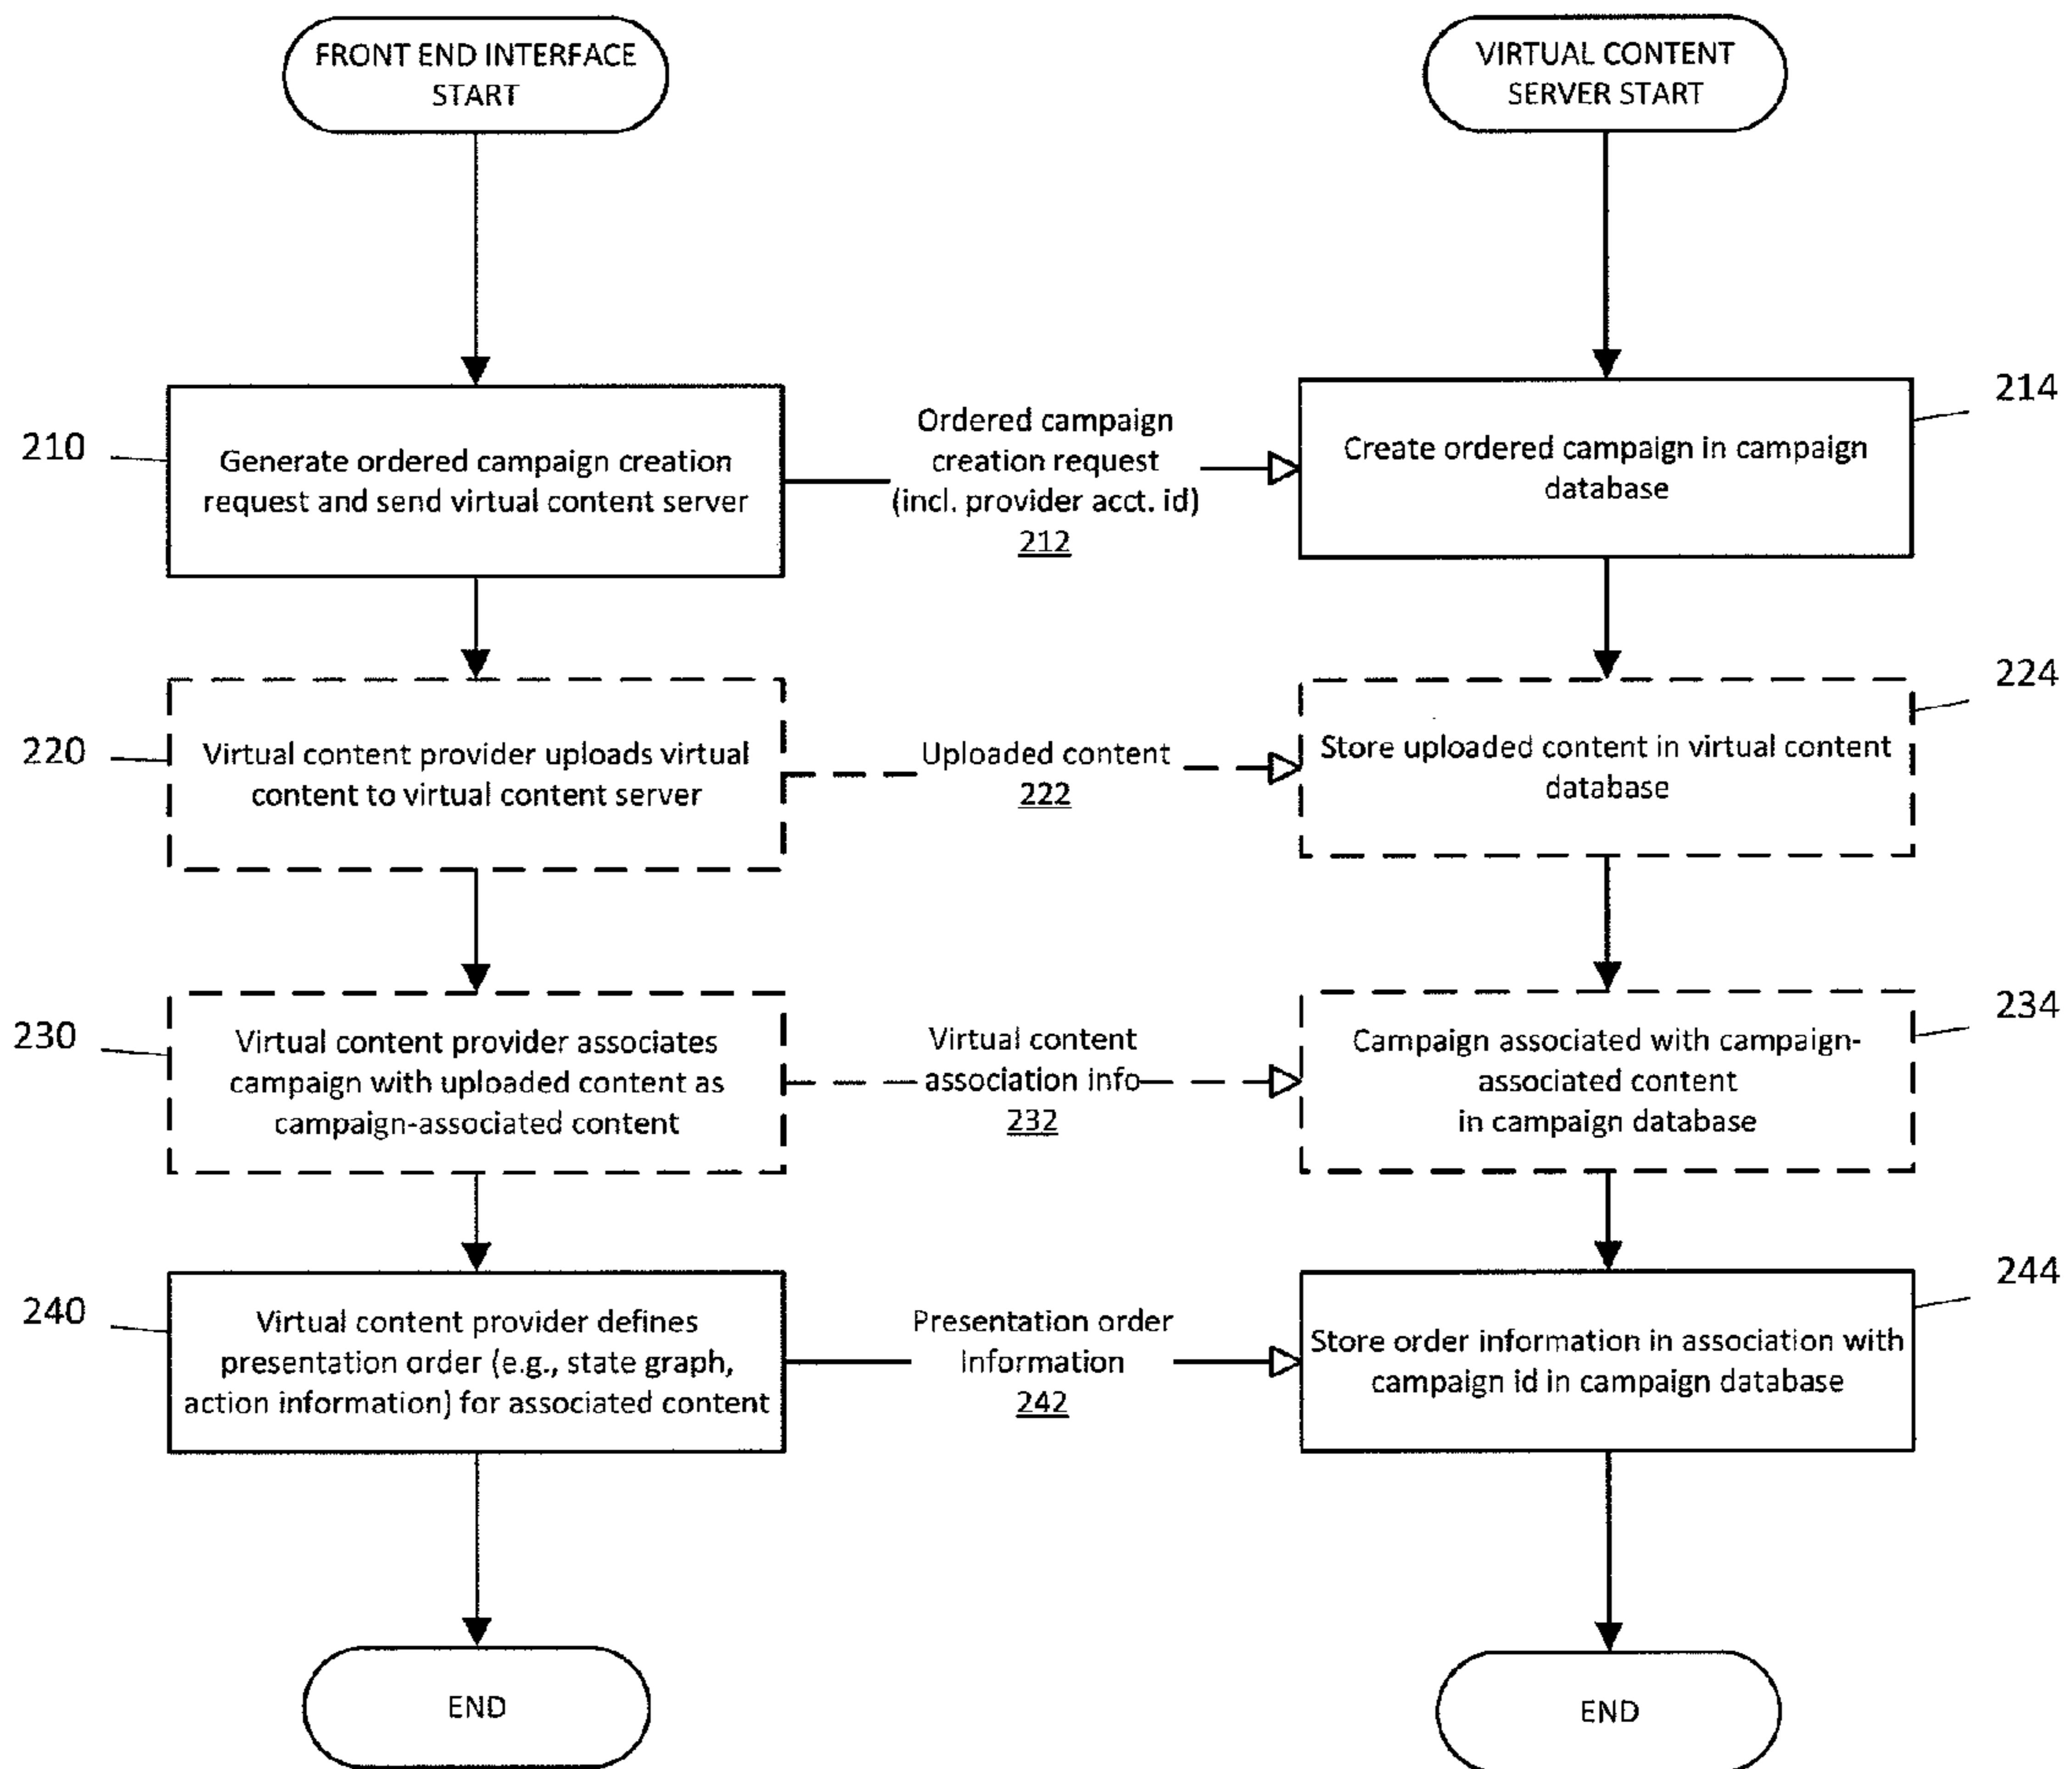 FRONT END INTERFACE
START
VIRTUAL CONTENT
SERVER START
210
Generate ordered campaign creation
request and send virtual content server
Ordered campaign
creation request
(incl. provider acct. id)
212
214
Create ordered campaign in campaign
database
220
Virtual content provider uploads virtual
content to virtual content server
Uploaded content
222
224
Store uploaded content in virtual content
database
230
Virtual content provider associates
campaign with uploaded content as
campaign-associated content
Virtual content
association info
232
234
Campaign associated with campaign-
associated content
in campaign database
240
Virtual content provider defines
presentation order (e.g., state graph,
action information) for associated content
Presentation order
Information
242
244
Store order information in association with
campaign id in campaign database
END
END